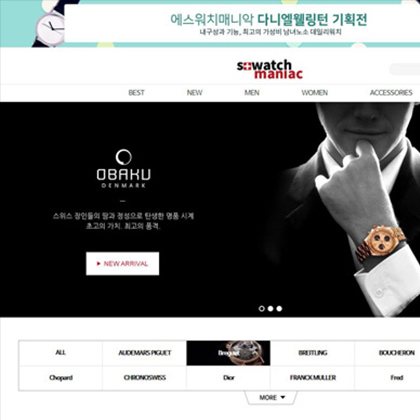 에스워치매니악 다니엘웰링턴 기획전
내구성과 기능, 최고의 가성비 남녀노소 데일리워치
s+watch
maniac
BEST NEW MEN WOMEN ACCESSORIES
OBAKU
DENMARK
스위스 장인들의 땀과 정성으로 탄생한 명품 시계
초고의 가치. 최고의 품격.
▶ NEW ARRIVAL
ALL AUDEMARS PIGUET Breguet BREITLING BOUCHERON
Chopard CHRONOSWISS Dior FRANCK MULLER Fred
MORE ▼